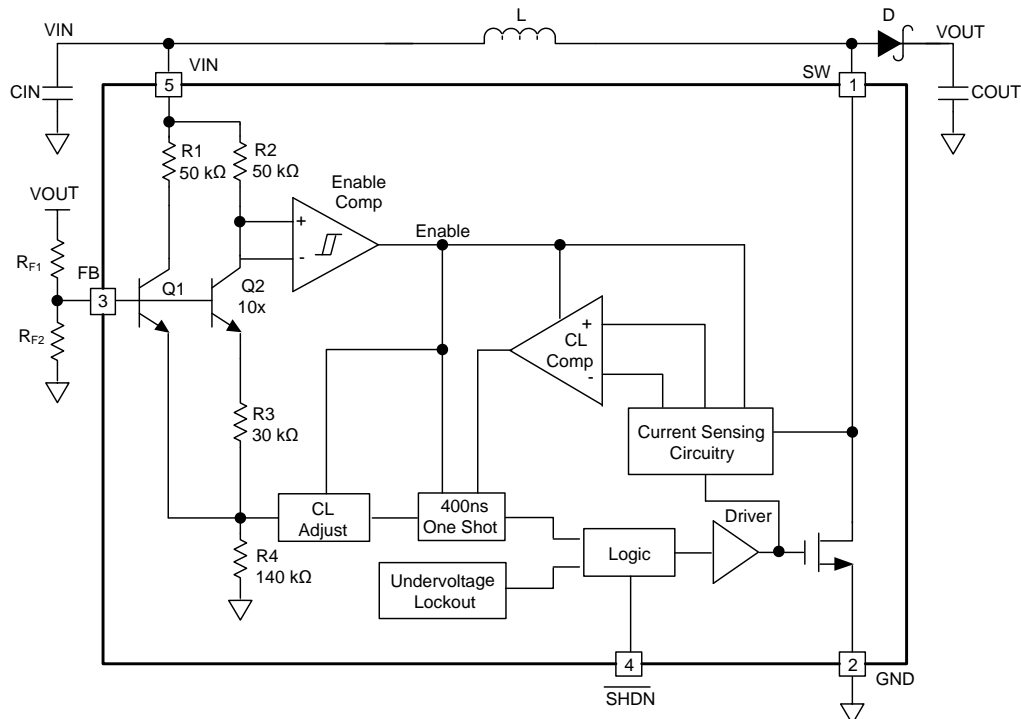 L
D
VIN
VOUT
VIN
SW
5
1
CIN
COUT
R1
50 kΩ
R2
50 kΩ
Enable
Comp
VOUT
+
-
Enable
RF1
FB
3
Q1
Q2
10x
RF2
+
CL
Comp
-
R3
30 kΩ
Current Sensing
Circuitry
CL
Adjust
400ns
One Shot
Driver
Logic
R4
140 kΩ
Undervoltage
Lockout
4
2
GND
SHDN